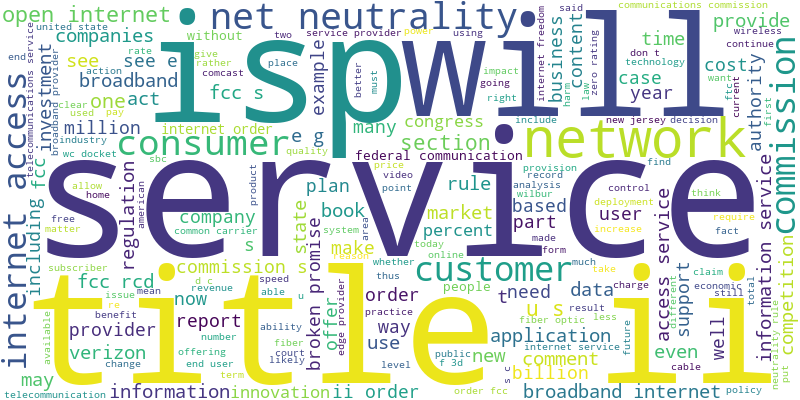 open internet
net neutrality
isp
will
service
title ii
network
consumer
customer
commission
internet access
companies
without
united state
rate
end
give
rather
action
comcast
place
two
service provider
power
using
said
communications commission
wireless
continue
provide
internet freedom
zero rating
don t
technology
want
ftc
current
first
see
see e
broadband
investment
telecommunications service
broadband provider
one
act
fcc s
clear
used
pay
million
internet order
industry
wc docket
sbc
quality
e g
example
many
better
must
congress
section
federal communication
impact
going
right
include
new jersey
decision
business
harm
content
law
time
case
year
cost
authority
including fcc
allow
home
free
matter
american
regulation
company
common carrier
s
product
state
price
video
plan
point
book
system
area
make
reason
rule
market
percent
today
online
provision
record
analysis
wilbur
based
part
made
form
find
control
user
deployment
increase
think
require
fact
access service
support
information service
competition
subscriber
mean
issue
re
benefit
change
available
commission s
fcc rcd
d c
revenue
speed
able
u
now
report
provider
verizon
number
offering
end user
term
ability
fiber
court
likely
broken promise
offer
edge provider
whether
thus
order
practice
way
use
level
people
much
t
need
take
data
u s
result
charge
fiber optic
less
application
internet service
public
f 3d
new
comment
billion
s c
future
different
even
well
claim
economic
still
total
cable
neutrality rule
put
may
telecommunication
information
innovation
ii order
order fcc
broadband internet
policy